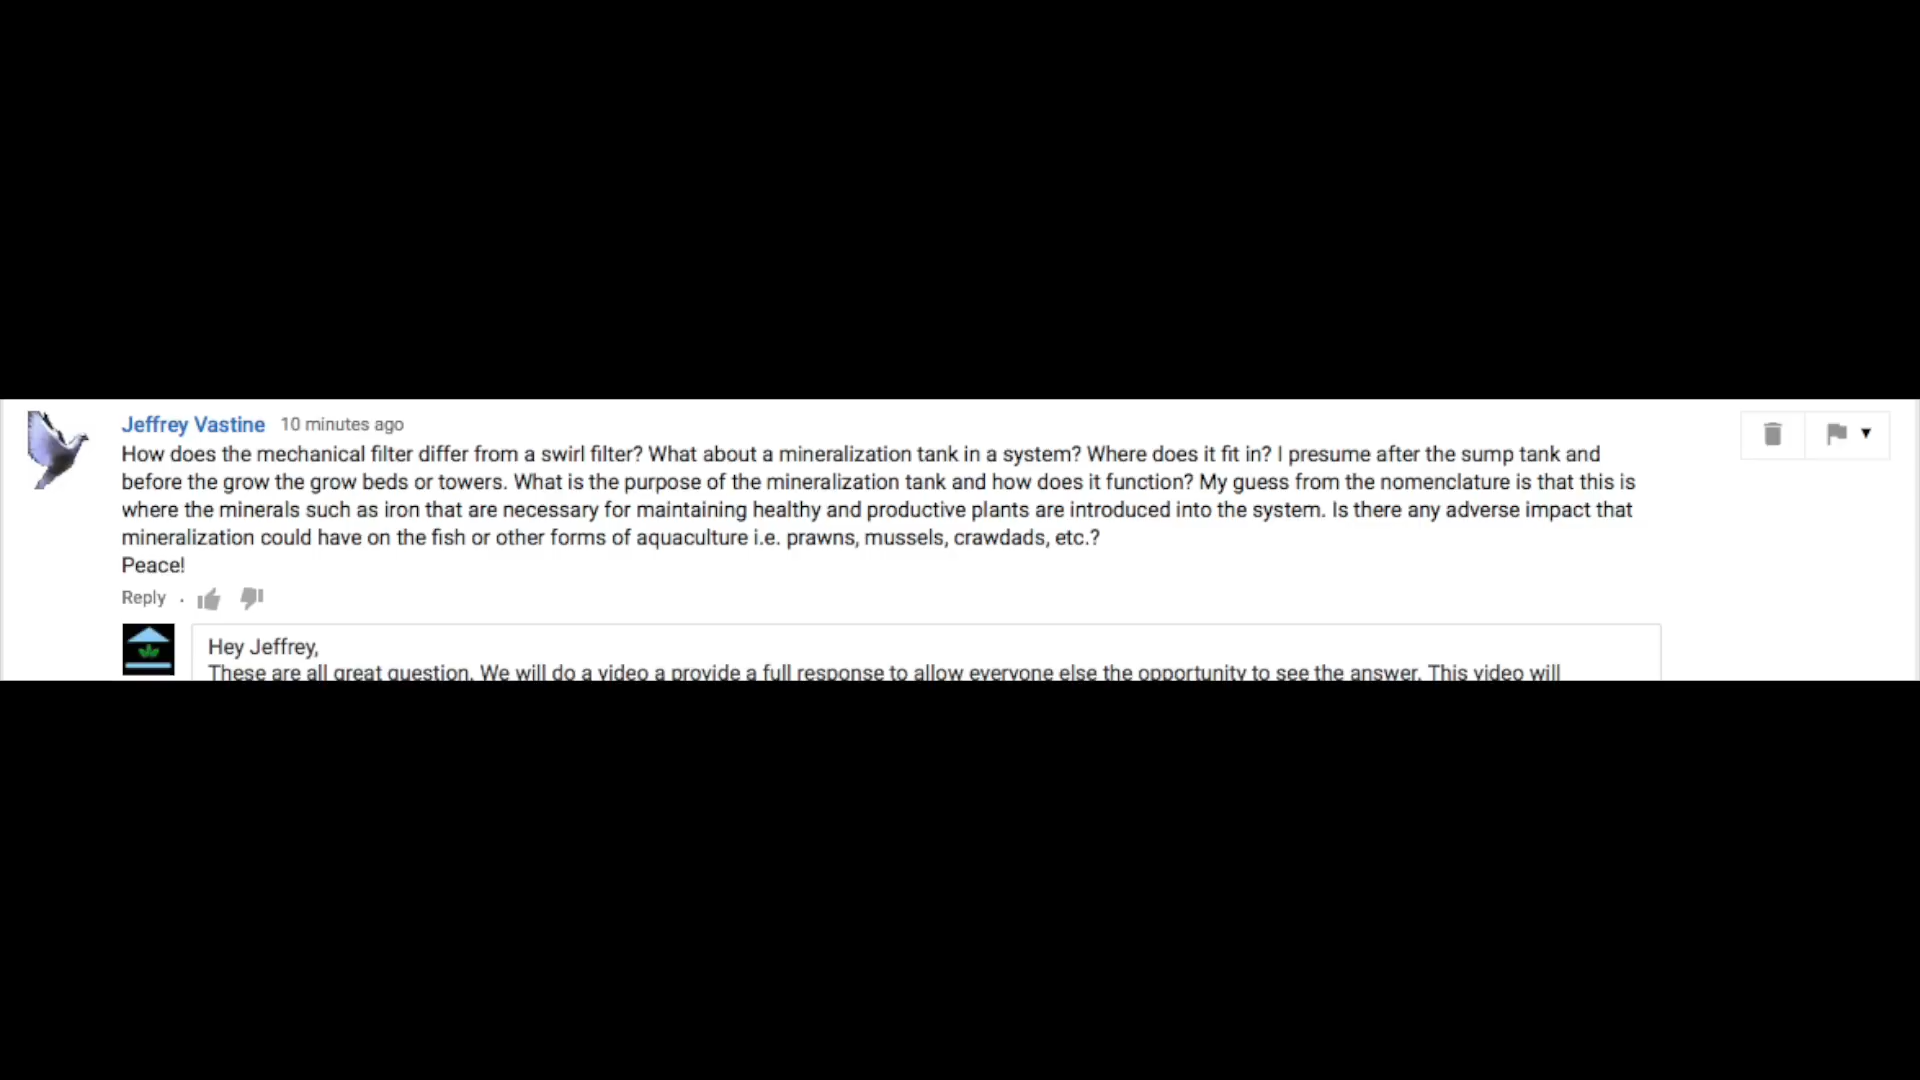 Jeffrey Vastine 10 minutes ago
How does the mechanical filter differ from a swirl filter? What about a mineralization tank in a system? Where does it fit in? I presume after the sump tank and
before the grow the grow beds or towers. What is the purpose of the mineralization tank and how does it function? My guess from the nomenclature is that this is
where the minerals such as iron that are necessary for maintaining healthy and productive plants are introduced into the system. Is there any adverse impact that
mineralization could have on the fish or other forms of aquaculture i.e. prawns, mussels, crawdads, etc.?
Peace!
Reply .
Hey Jeffrey,
These are all great question. We will do a video a provide a full response to allow everyone else the opportunity to see the answer. This video will